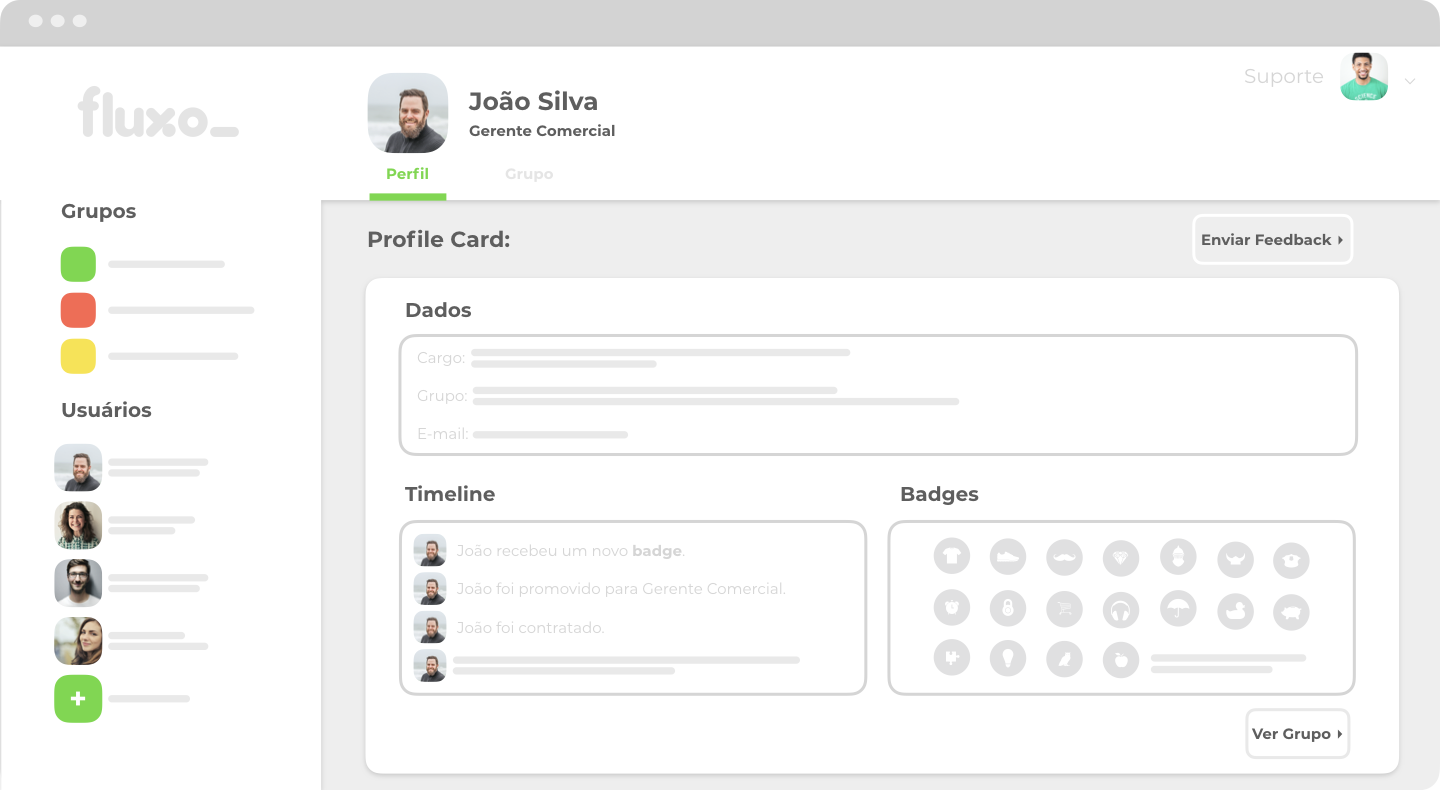 fluxo_
João Silva
Gerente Comercial
Suporte
Perfil
Grupo
Grupos
Usuários
Profile Card:
Enviar Feedback
Dados
Cargo:
Grupo:
E-mail:
Timeline
João recebeu um novo badge.
João foi promovido para Gerente Comercial.
João foi contratado.
Badges
Ver Grupo